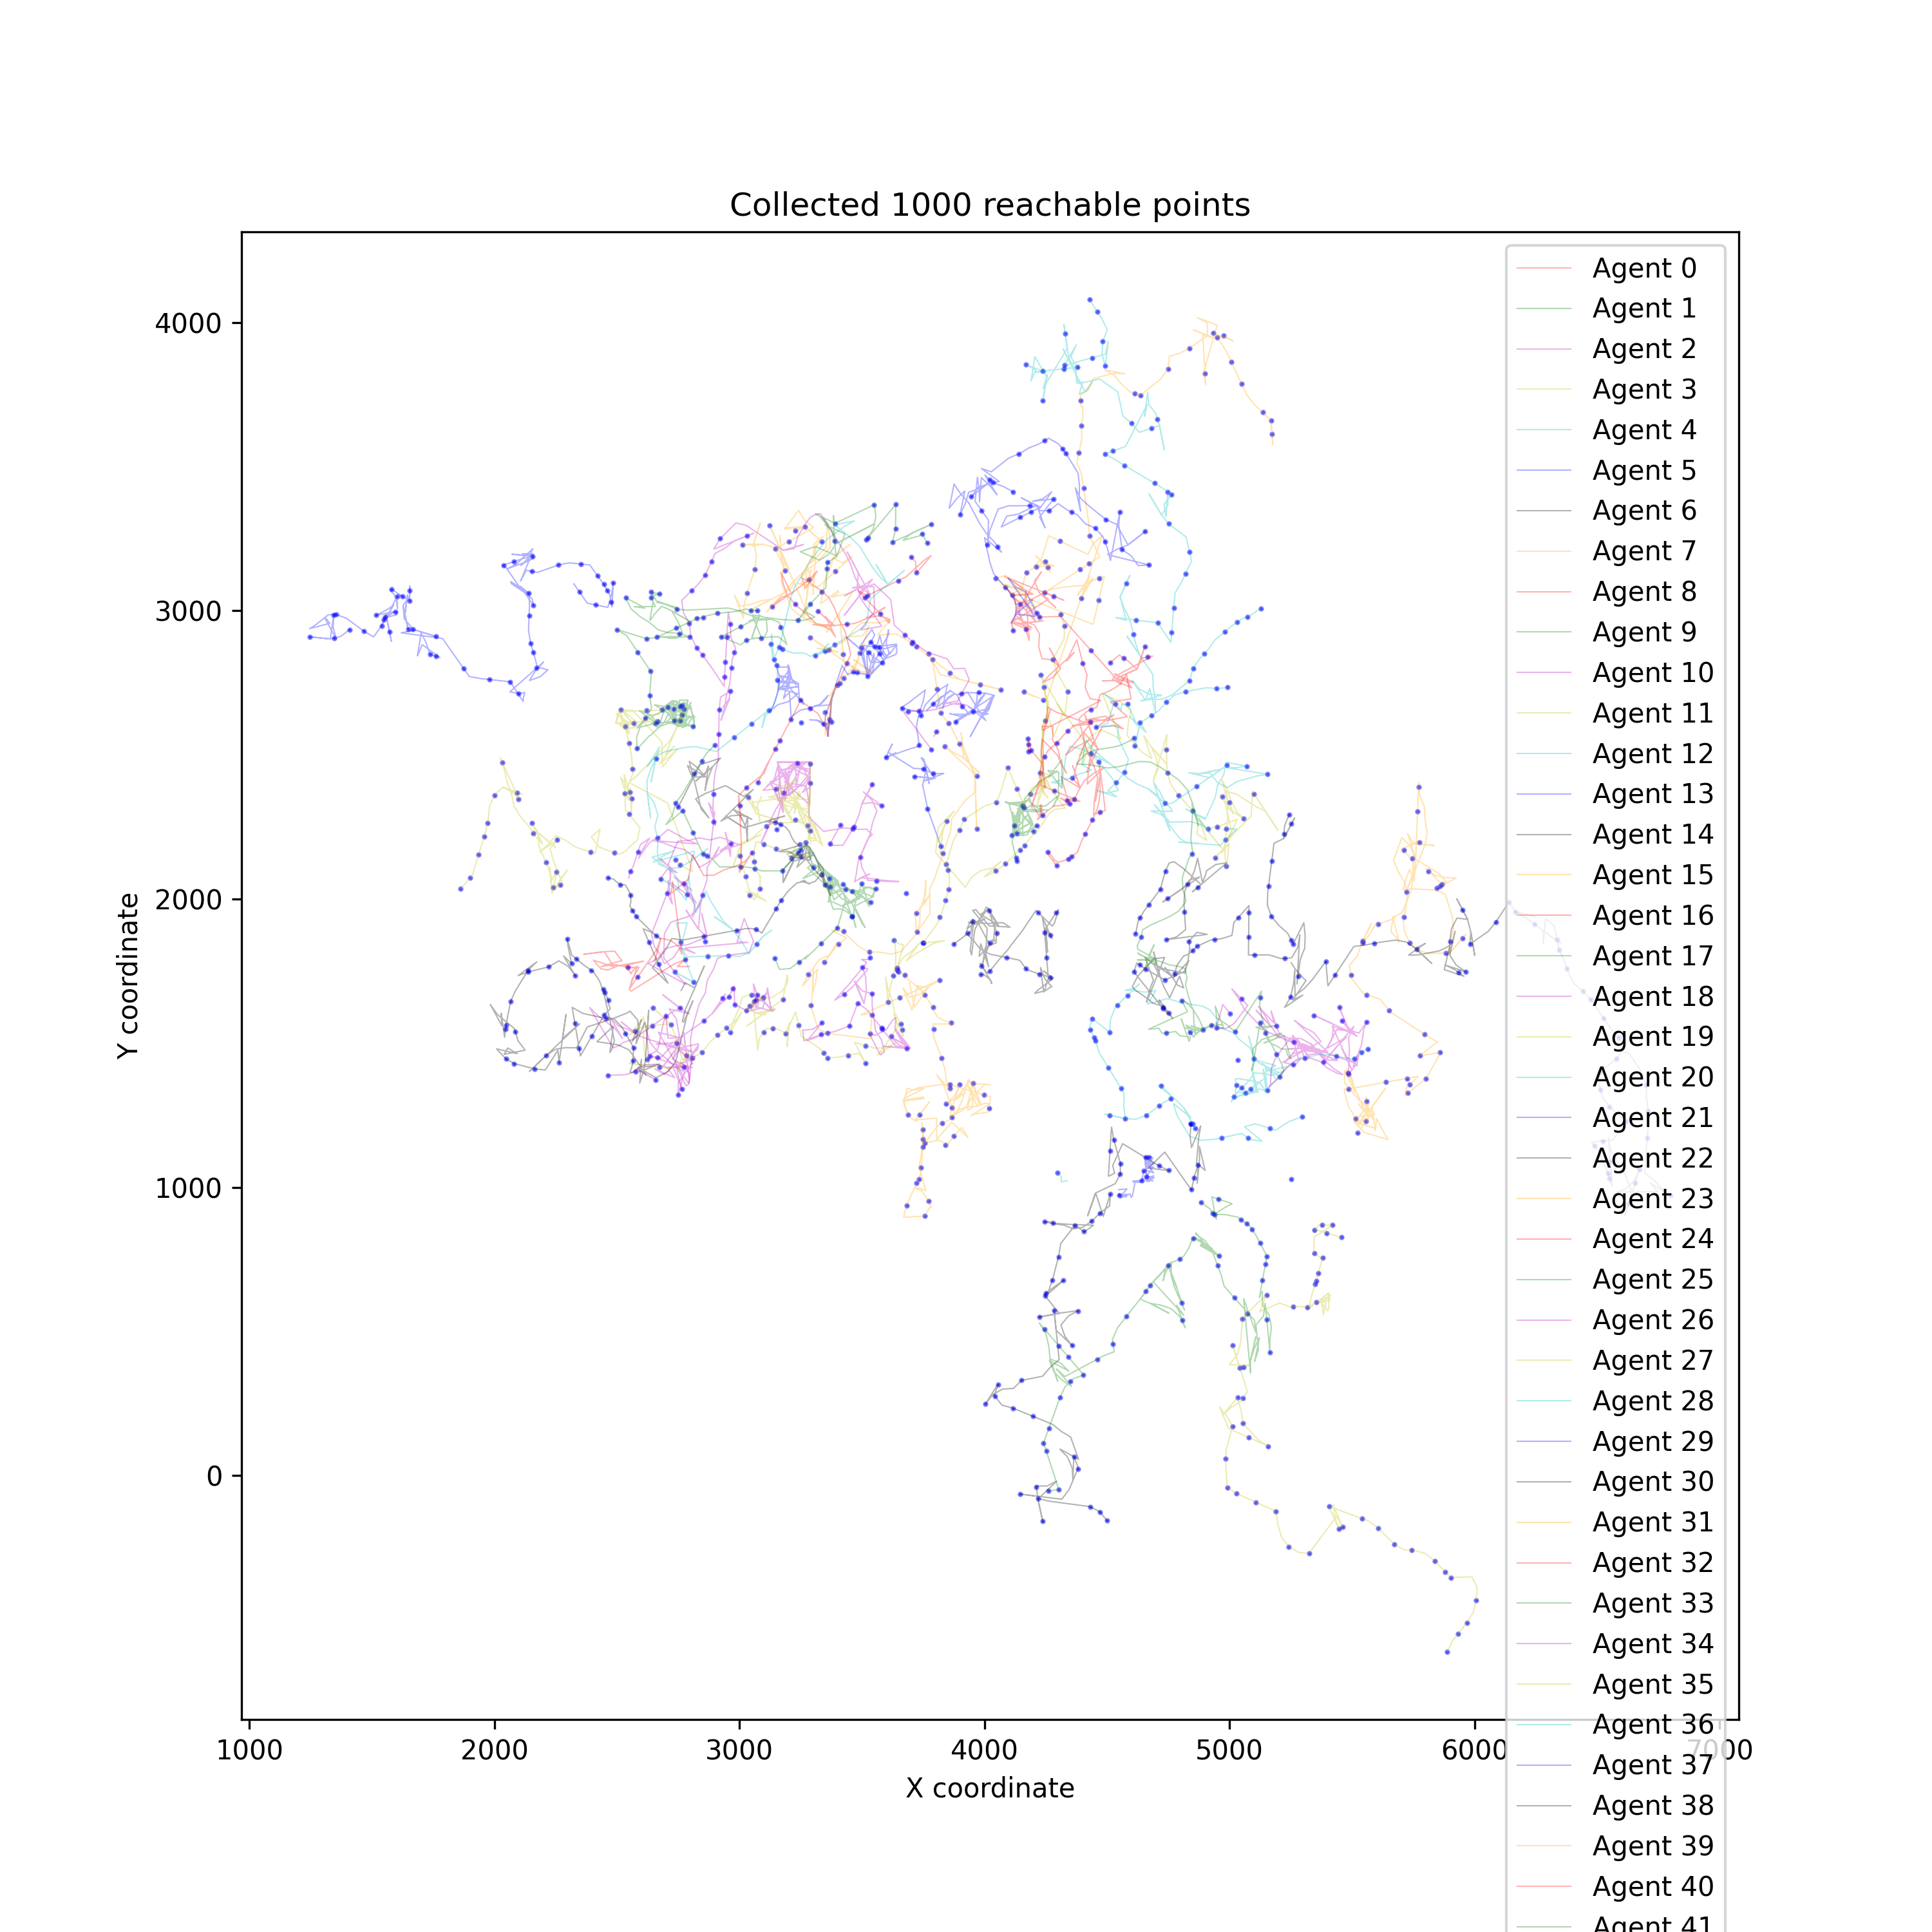 Collected 1000 reachable points
4000
3000
2000
1000
0
Y coordinate
1000
2000
3000
4000
5000
6000
7000
X coordinate
Agent 0
Agent 1
Agent 2
Agent 3
Agent 4
Agent 5
Agent 6
Agent 7
Agent 8
Agent 9
Agent 10
Agent 11
Agent 12
Agent 13
Agent 14
Agent 15
Agent 16
Agent 17
Agent 18
Agent 19
Agent 20
Agent 21
Agent 22
Agent 23
Agent 24
Agent 25
Agent 26
Agent 27
Agent 28
Agent 29
Agent 30
Agent 31
Agent 32
Agent 33
Agent 34
Agent 35
Agent 36
Agent 37
Agent 38
Agent 39
Agent 40
Agent 41